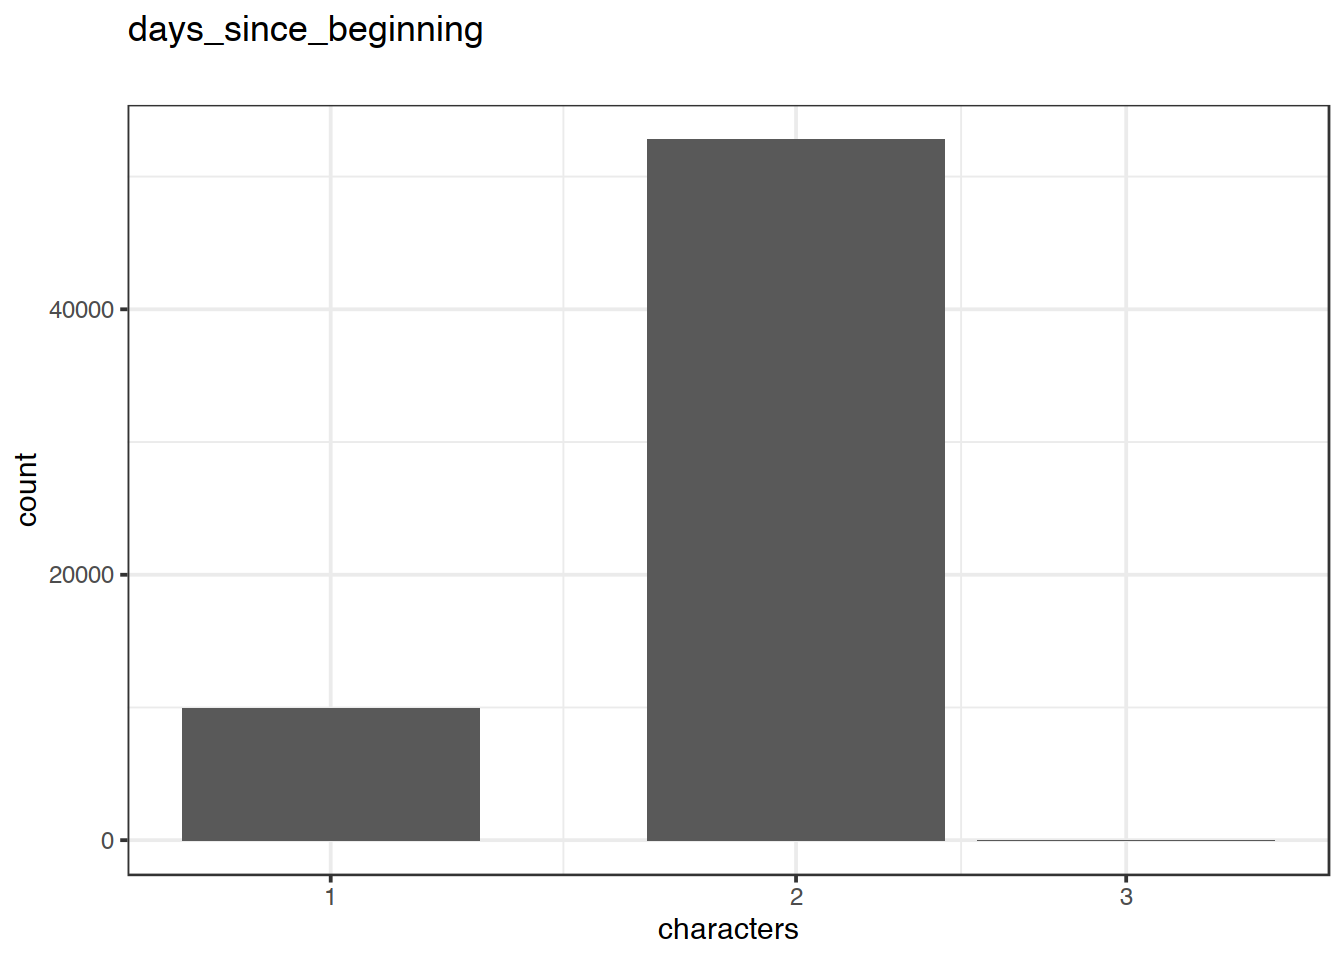 days_since_beginning
count
40000
20000
0
1 2 3
characters